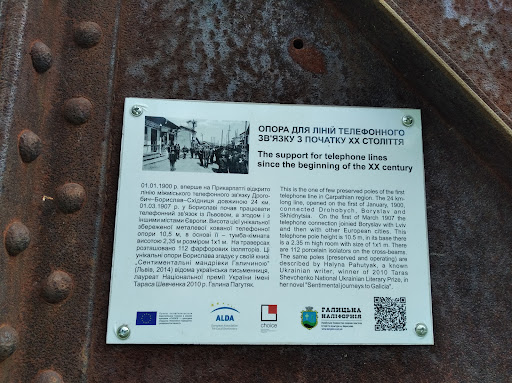 ОПОРА ДЛЯ ЛІНІЙ ТЕЛЕФОННОГО
ЗВ'ЯЗКУ З ПОЧАТКУ ХХ СТОЛІТТЯ
The support for telephone lines
since the beginning of the XX century
01.01.1900 р. вперше на Прикарпатті відкрито
лінію міжміського телефонного зв'язку Дрого-
бич–Борислав–Східниця довжиною 24 км.
01.03.1907 р. у Бориславі почав працювати
телефонний зв'язок із Львовом, а згодом і з
іншими містами Європи. Висота цієї унікальної
збереженої металевої кованої телефонної
опори 10,5 м, в основі її – тумба-кімната
висотою 2,35 м розміром 1х1 м. На траверсах
розташовано 112 фарфорових ізоляторів. Ці
унікальні опори Борислава згадує у своїй книзі
„Сентиментальні мандрівки Галичиною"
(Львів, 2014) відома українська письменниця,
лауреат Національної премії України імені
Тараса Шевченка 2010 р. Галина Пагутяк.
This is the one of few preserved poles of the first
telephone line in Carpathian region. The 24 km-
long line, opened on the first of January, 1900,
connected Drohobych, Boryslav and
Skhidnytsia. On the first of March 1907 the
telephone connection joined Boryslav with Lviv
and then with other European cities. This
telephone pole height is 10.5 m, in its base there
is a 2.35 m high room with size of 1x1 m. There
are 112 porcelain isolators on the cross-beams.
The same poles (preserved and operating) are
described by Halyna Pahutyak, a known
Ukrainian writer, winner of 2010 Taras
Shevchenko National Ukrainian Literary Prize, in
her novel "Sentimental journeys to Galicia".
ALDA
choice
ГАЛИЦЬКА
КАЛІФОРНІЯ